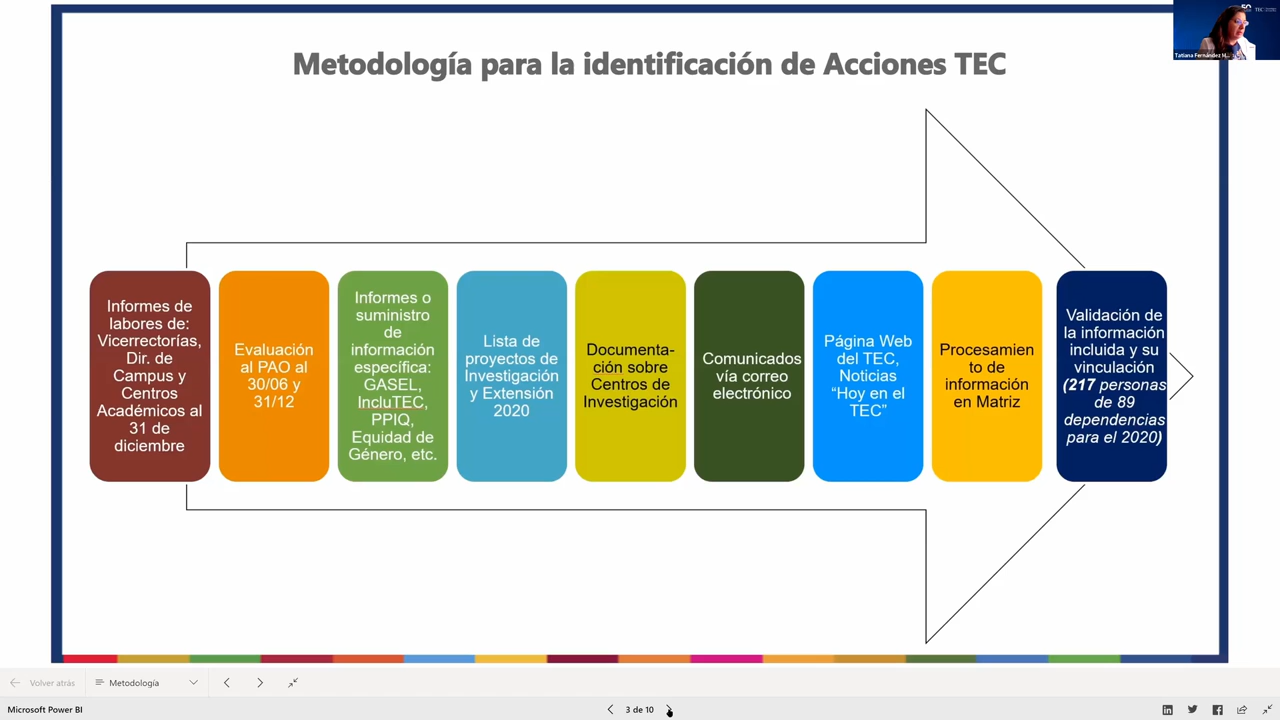 Metodología para la identificación de Acciones TEC
Informes de
labores de:
Vicerrectorías,
Dir. de
Campus y
Centros
Académicos al
31 de
diciembre
Evaluación
al PAO al
30/06 y
31/12
Informes o
suministro
de
información
específica:
GASEL,
IncluTEC,
PPIQ,
Equidad de
Género, etc.
Lista de
proyectos de
Investigación
y Extensión
2020
Documenta-
ción sobre
Centros de
Investigación
Comunicados
vía correo
electrónico
Página Web
del TEC,
Noticias
“Hoy en el
TEC”
Procesamien
to de
información
en Matriz
Validación de
la información
incluida y su
vinculación
(217 personas
de 89
dependencias
para el 2020)
Volver atrás
Metodología
Microsoft Power BI
3 de 10
Tatiana Fernández
TEC